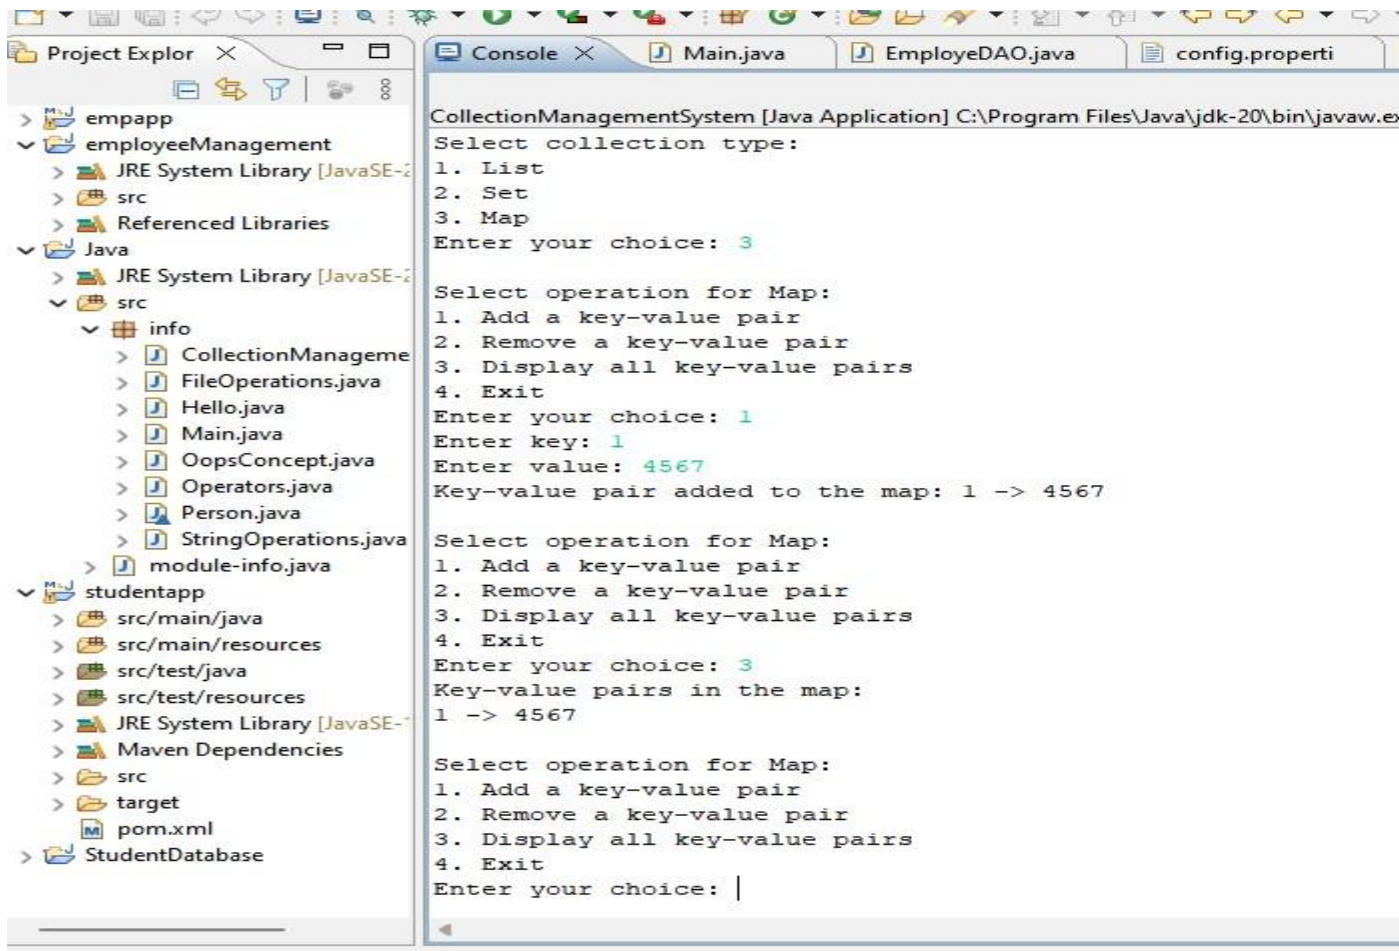 Project Explor
empapp
employeeManagement
JRE System Library [JavaSE-
src
Referenced Libraries
Java
JRE System Library [JavaSE-
src
info
CollectionManageme
FileOperations.java
Hello.java
Main.java
OopsConcept.java
Operators.java
Person.java
StringOperations.java
module-info.java
studentapp
src/main/java
src/main/resources
src/test/java
src/test/resources
JRE System Library [JavaSE-
Maven Dependencies
src
target
pom.xml
StudentDatabase
Console Main.java EmployeDAO.java config.properti
CollectionManagementSystem [Java Application] C:\Program Files\Java\jdk-20\bin\javaw.ex
Select collection type:
1. List
2. Set
3. Map
Enter your choice: 3
Select operation for Map:
1. Add a key-value pair
2. Remove a key-value pair
3. Display all key-value pairs
4. Exit
Enter your choice: 1
Enter key: 1
Enter value: 4567
Key-value pair added to the map: 1 -> 4567
Select operation for Map:
1. Add a key-value pair
2. Remove a key-value pair
3. Display all key-value pairs
4. Exit
Enter your choice: 3
Key-value pairs in the map:
1 -> 4567
Select operation for Map:
1. Add a key-value pair
2. Remove a key-value pair
3. Display all key-value pairs
4. Exit
Enter your choice: